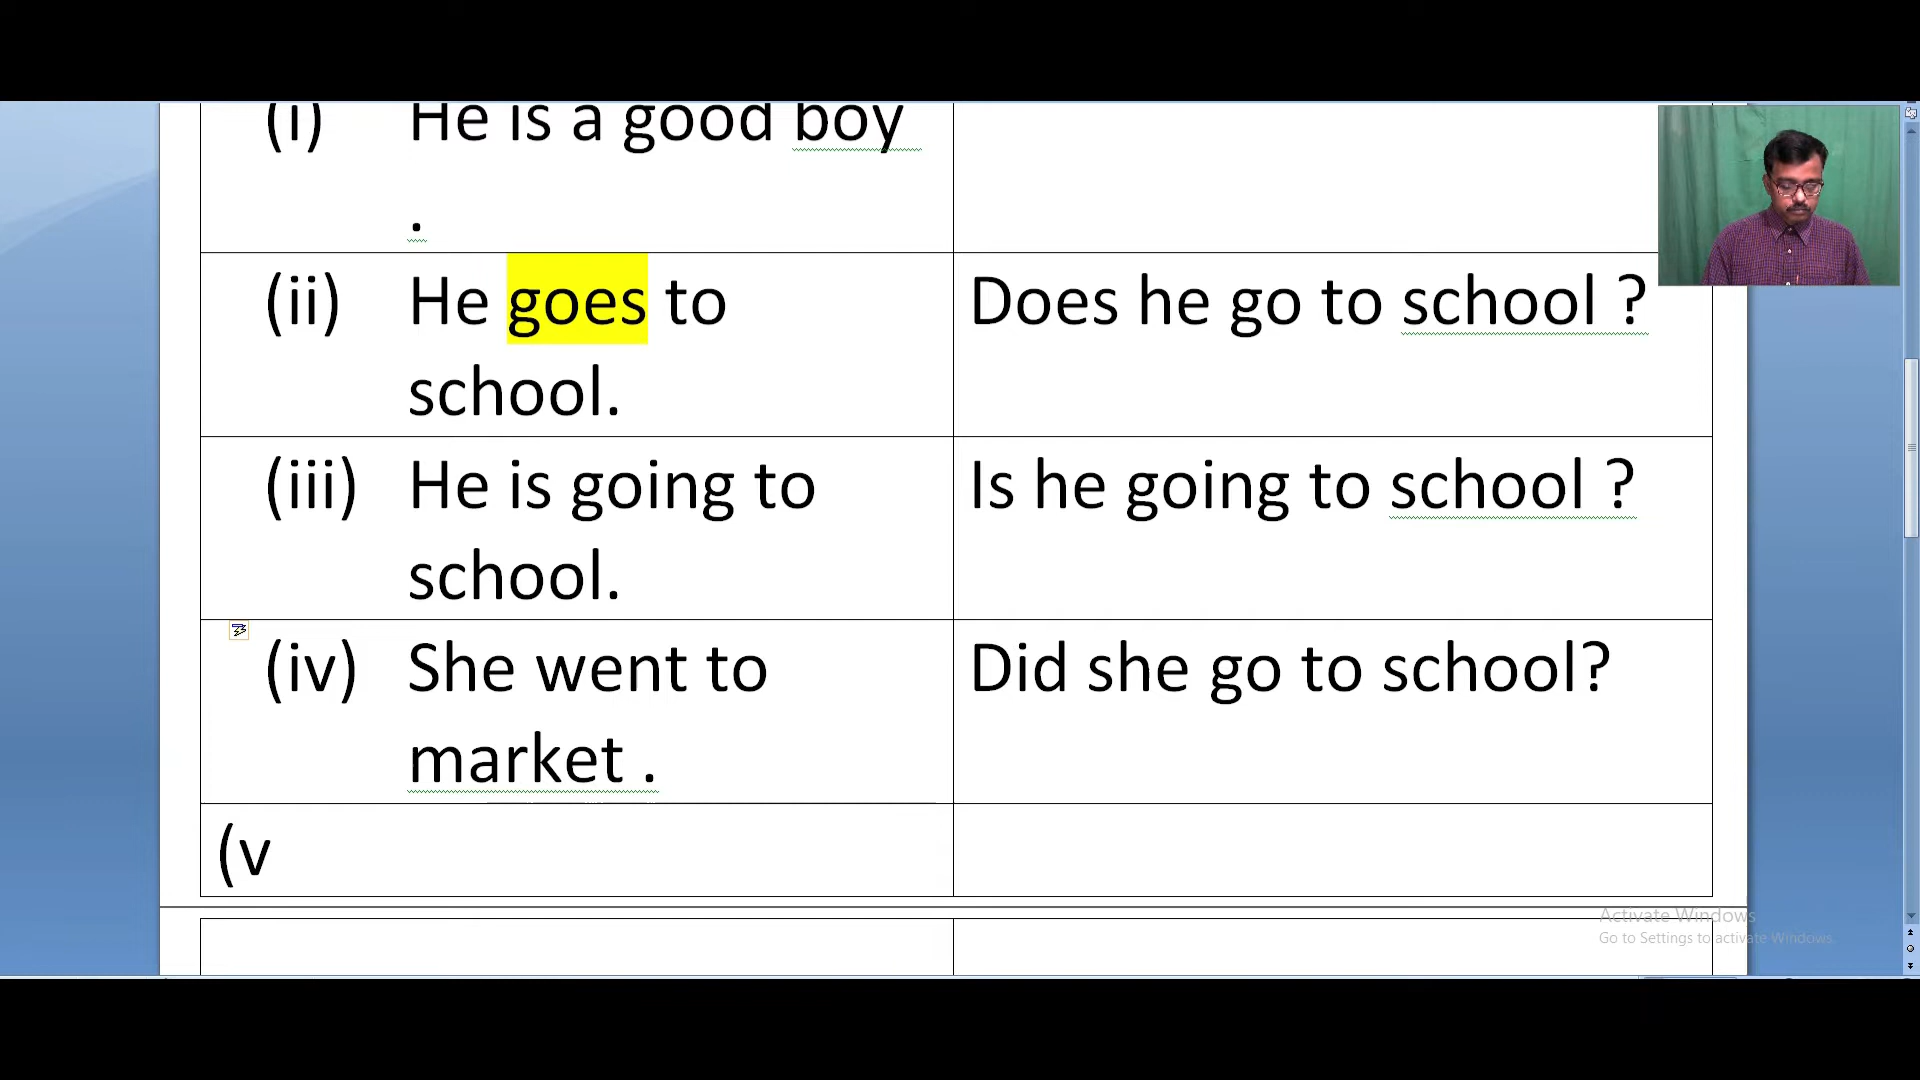 (i) He is a good boy
.
(ii) He goes to
school.
Does he go to school ?
(iii) He is going to
school.
Is he going to school ?
(iv) She went to
market .
Did she go to school?
(v
Activate Windows
Go to Settings to activate Windows.